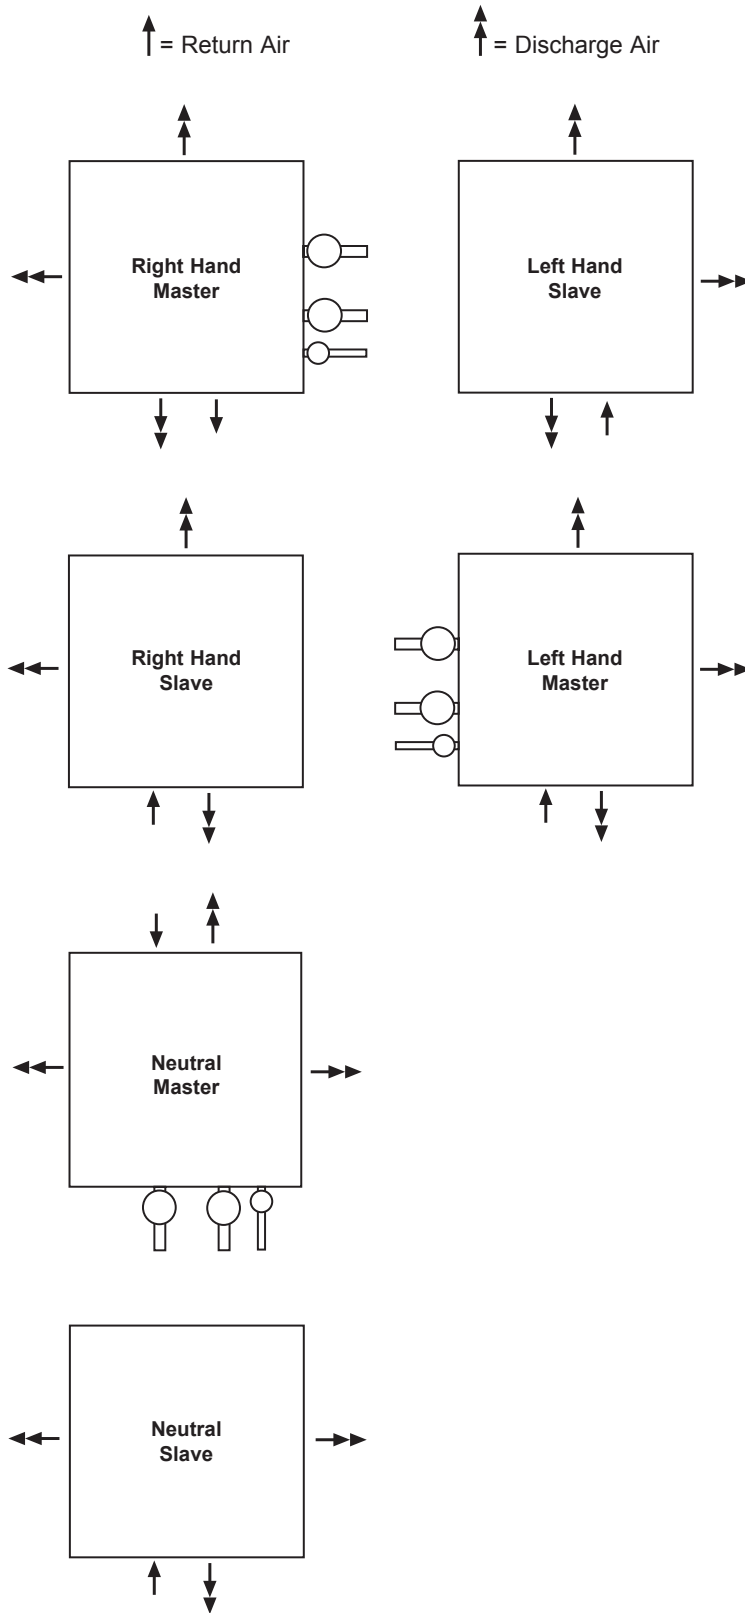 = Return Air
= Discharge Air
Right Hand
Master
Left Hand
Slave
Right Hand
Slave
Left Hand
Master
Neutral
Master
Neutral
Slave